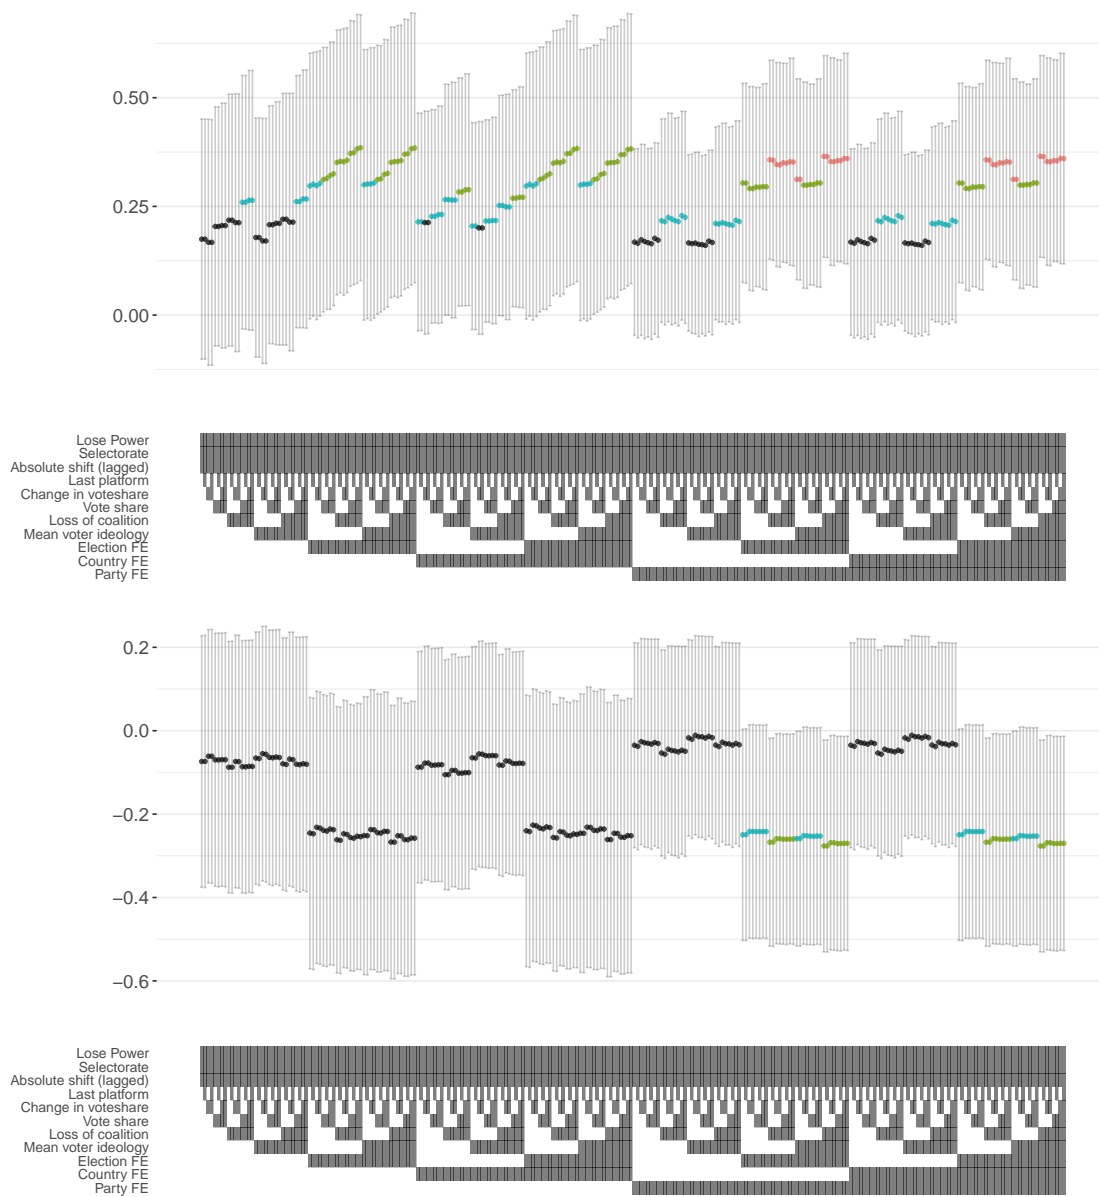 0.50
0.25
0.00
Lose Power
Selectorate
Absolute shift (lagged)
Last platform
Change in voteshare
Vote share
Loss of coalition
Mean voter ideology
Election FE
Country FE
Party FE
0.2
0.0
−0.2
−0.4
−0.6
Lose Power
Selectorate
Absolute shift (lagged)
Last platform
Change in voteshare
Vote share
Loss of coalition
Mean voter ideology
Election FE
Country FE
Party FE